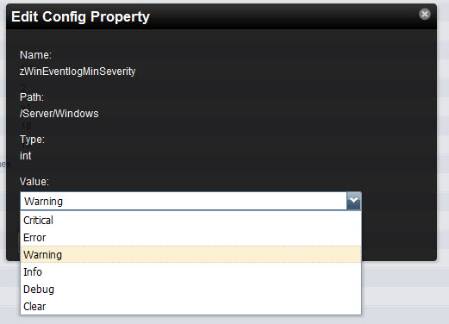 Edit Config Property
Name:
zWinEventlogMinSeverity
Path:
/Server/Windows
Type:
int
Value:
Warning
Critical
Error
Warning
Info
Debug
Clear